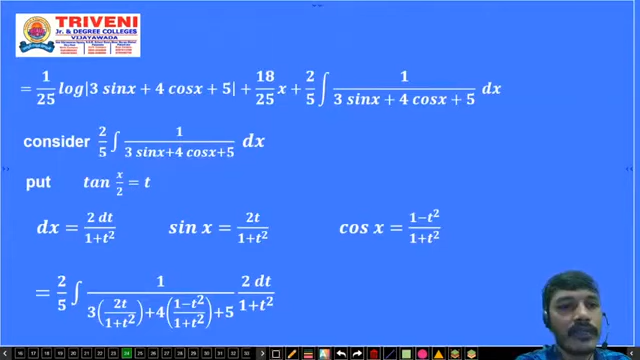 TRIVENI
Jr. & DEGREE COLLEGES
VIJAYAWADA
= 1/25 log|3 sinx + 4 cosx + 5| + 18/25 x + 2/5 ∫ 1/(3 sinx + 4 cosx + 5) dx
consider 2/5 ∫ 1/(3 sinx+4 cosx+5) dx
put tan x/2 = t
dx = 2 dt/(1+t²) sin x = 2t/(1+t²) cos x = (1−t²)/(1+t²)
= 2/5 ∫ 1/(3(2t/(1+t²))+4((1−t²)/(1+t²))+5) 2 dt/(1+t²)